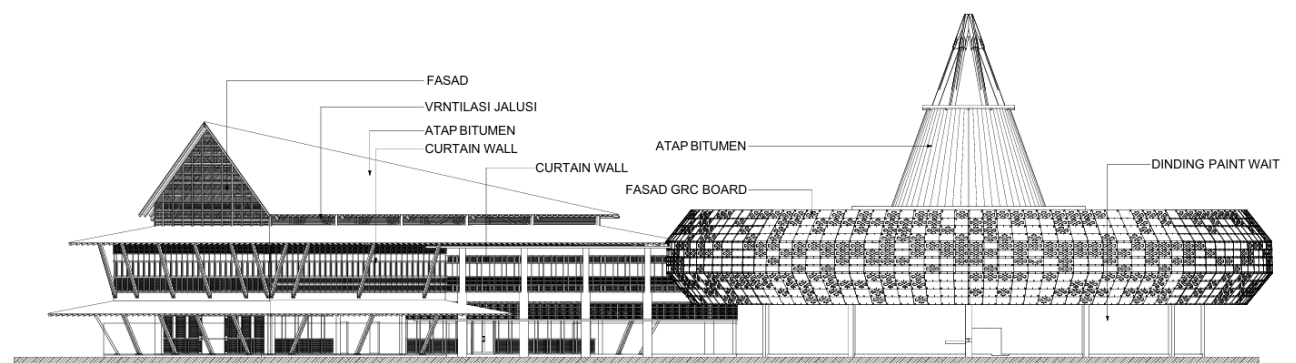 FASAD
VRNTILASI JALUSI
ATAP BITUMEN
CURTAIN WALL
CURTAIN WALL
ATAP BITUMEN
DINDING PAINT WAIT
FASAD GRC BOARD